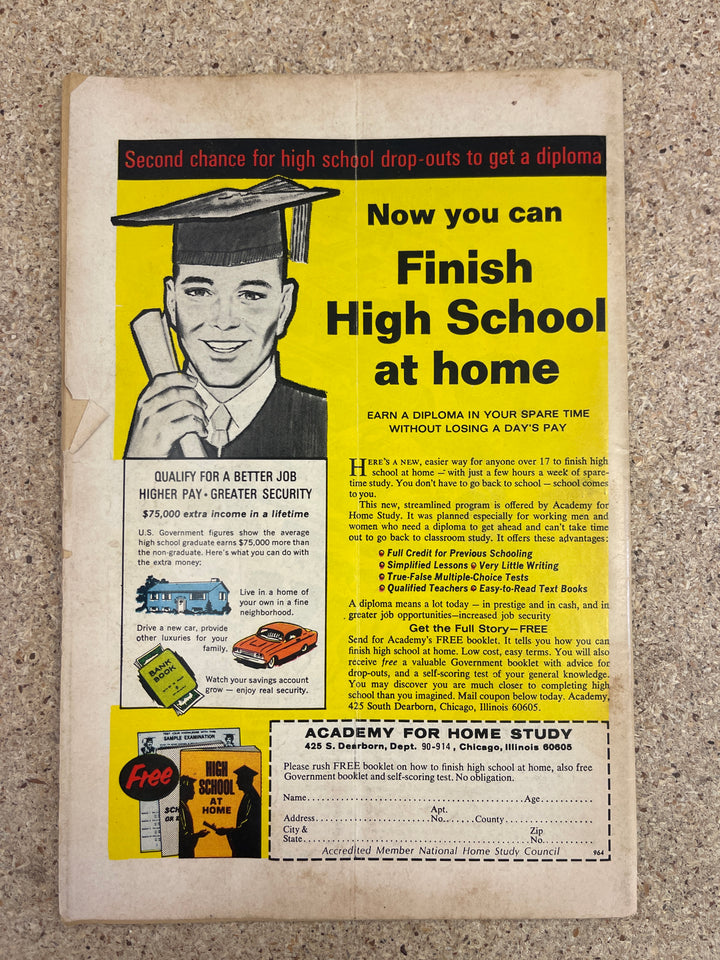 Second chance for high school drop-outs to get a diploma
Now you can
Finish
High School
at home
EARN A DIPLOMA IN YOUR SPARE TIME
WITHOUT LOSING A DAY'S PAY
HERE'S A NEW, easier way for anyone over 17 to finish high
school at home — with just a few hours a week of spare-
time study. You don't have to go back to school — school comes
to you.
This new, streamlined program is offered by Academy for
Home Study. It was planned especially for working men and
women who need a diploma to get ahead and can't take time
out to go back to classroom study. It offers these advantages:
Full Credit for Previous Schooling
Simplified Lessons • Very Little Writing
True-False Multiple-Choice Tests
Qualified Teachers • Easy-to-Read Text Books
A diploma means a lot today — in prestige and in cash, and in
greater job opportunities—increased job security
Get the Full Story—FREE
Send for Academy's FREE booklet. It tells you how you can
finish high school at home. Low cost, easy terms. You will also
receive free a valuable Government booklet with advice for
drop-outs, and a self-scoring test of your general knowledge.
You may discover you are much closer to completing high
school than you imagined. Mail coupon below today. Academy,
425 South Dearborn, Chicago, Illinois 60605.
QUALIFY FOR A BETTER JOB
HIGHER PAY • GREATER SECURITY
$75,000 extra income in a lifetime
U.S. Government figures show the average
high school graduate earns $75,000 more than
the non-graduate. Here's what you can do with
the extra money:
Live in a home of
your own in a fine
neighborhood.
Drive a new car, provide
other luxuries for your
family.
BANK
BOOK
Watch your savings account
grow — enjoy real security.
SAMPLE EXAMINATION
Free
HIGH
SCHOOL
AT
HOME
ACADEMY FOR HOME STUDY
425 S. Dearborn, Dept. 90-914, Chicago, Illinois 60605
Please rush FREE booklet on how to finish high school at home, also free
Government booklet and self-scoring test. No obligation.
Name..........Age..........
Apt.
Address..........No.......County..........
City & Zip
State..........No..........
Accredited Member National Home Study Council 964